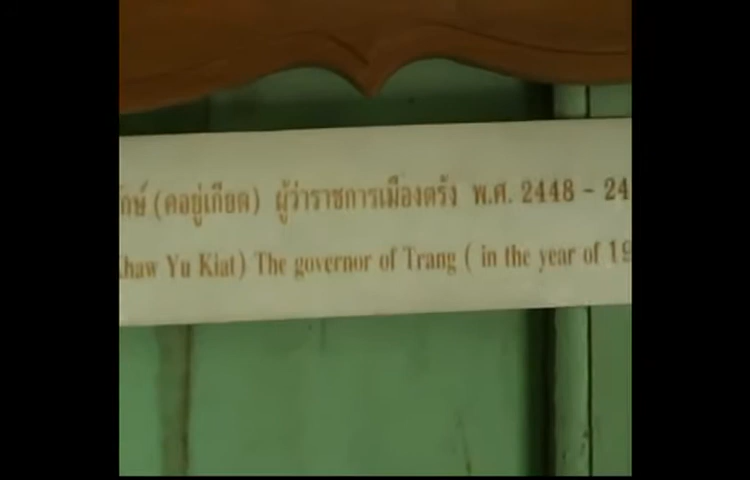 (คออยู่เกียด) ผู้ว่าราชการเมืองตรัง พ.ศ. 2448 - 24
Khaw Yu Kiat) The governor of Trang ( in the year of 19